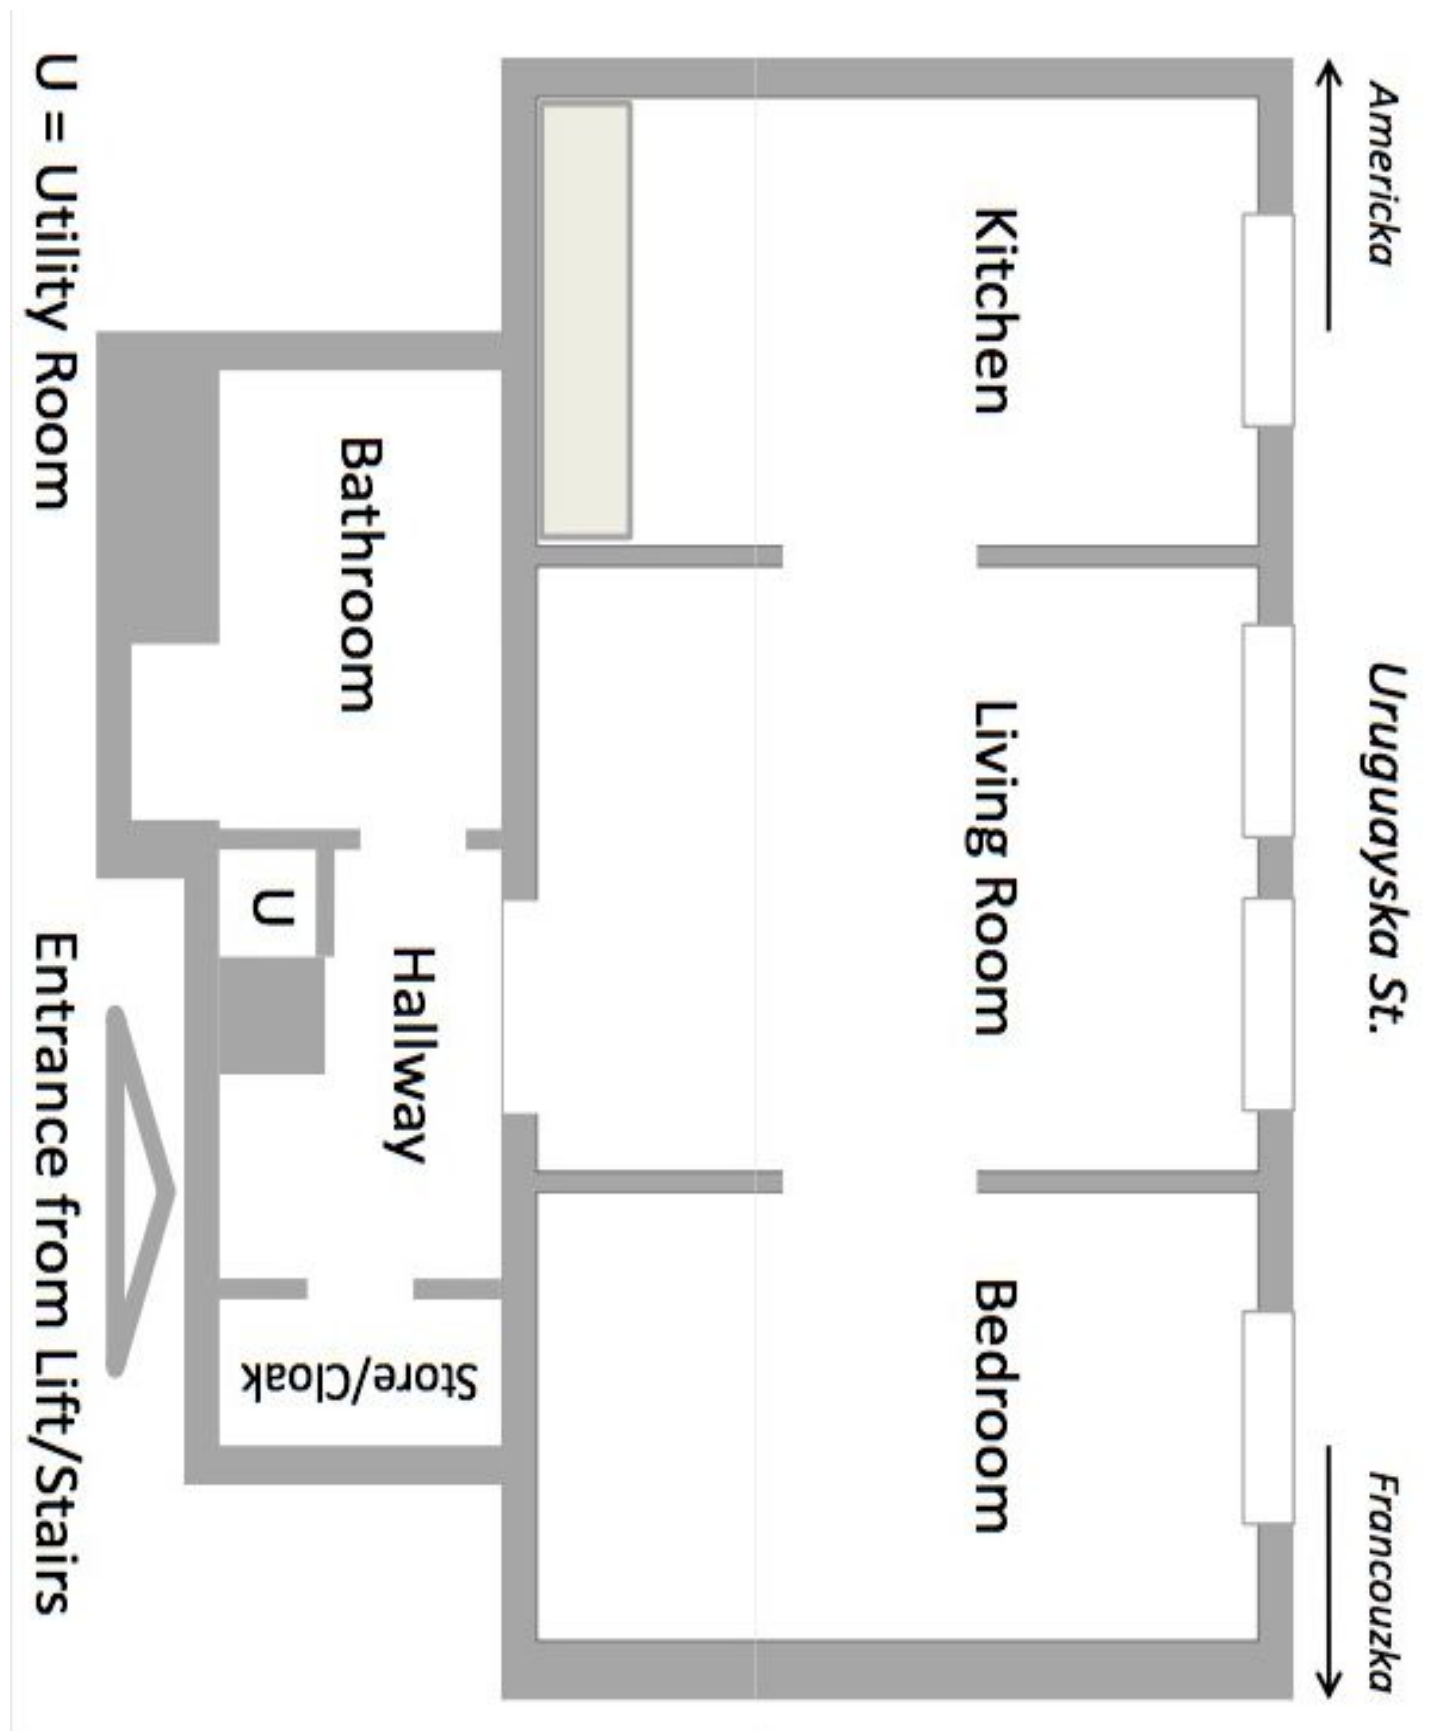 Americka
Uruguayska St.
Francouzka
Kitchen
Living Room
Bedroom
Bathroom
Hallway
U
Store/Cloak
U = Utility Room
Entrance from Lift/Stairs